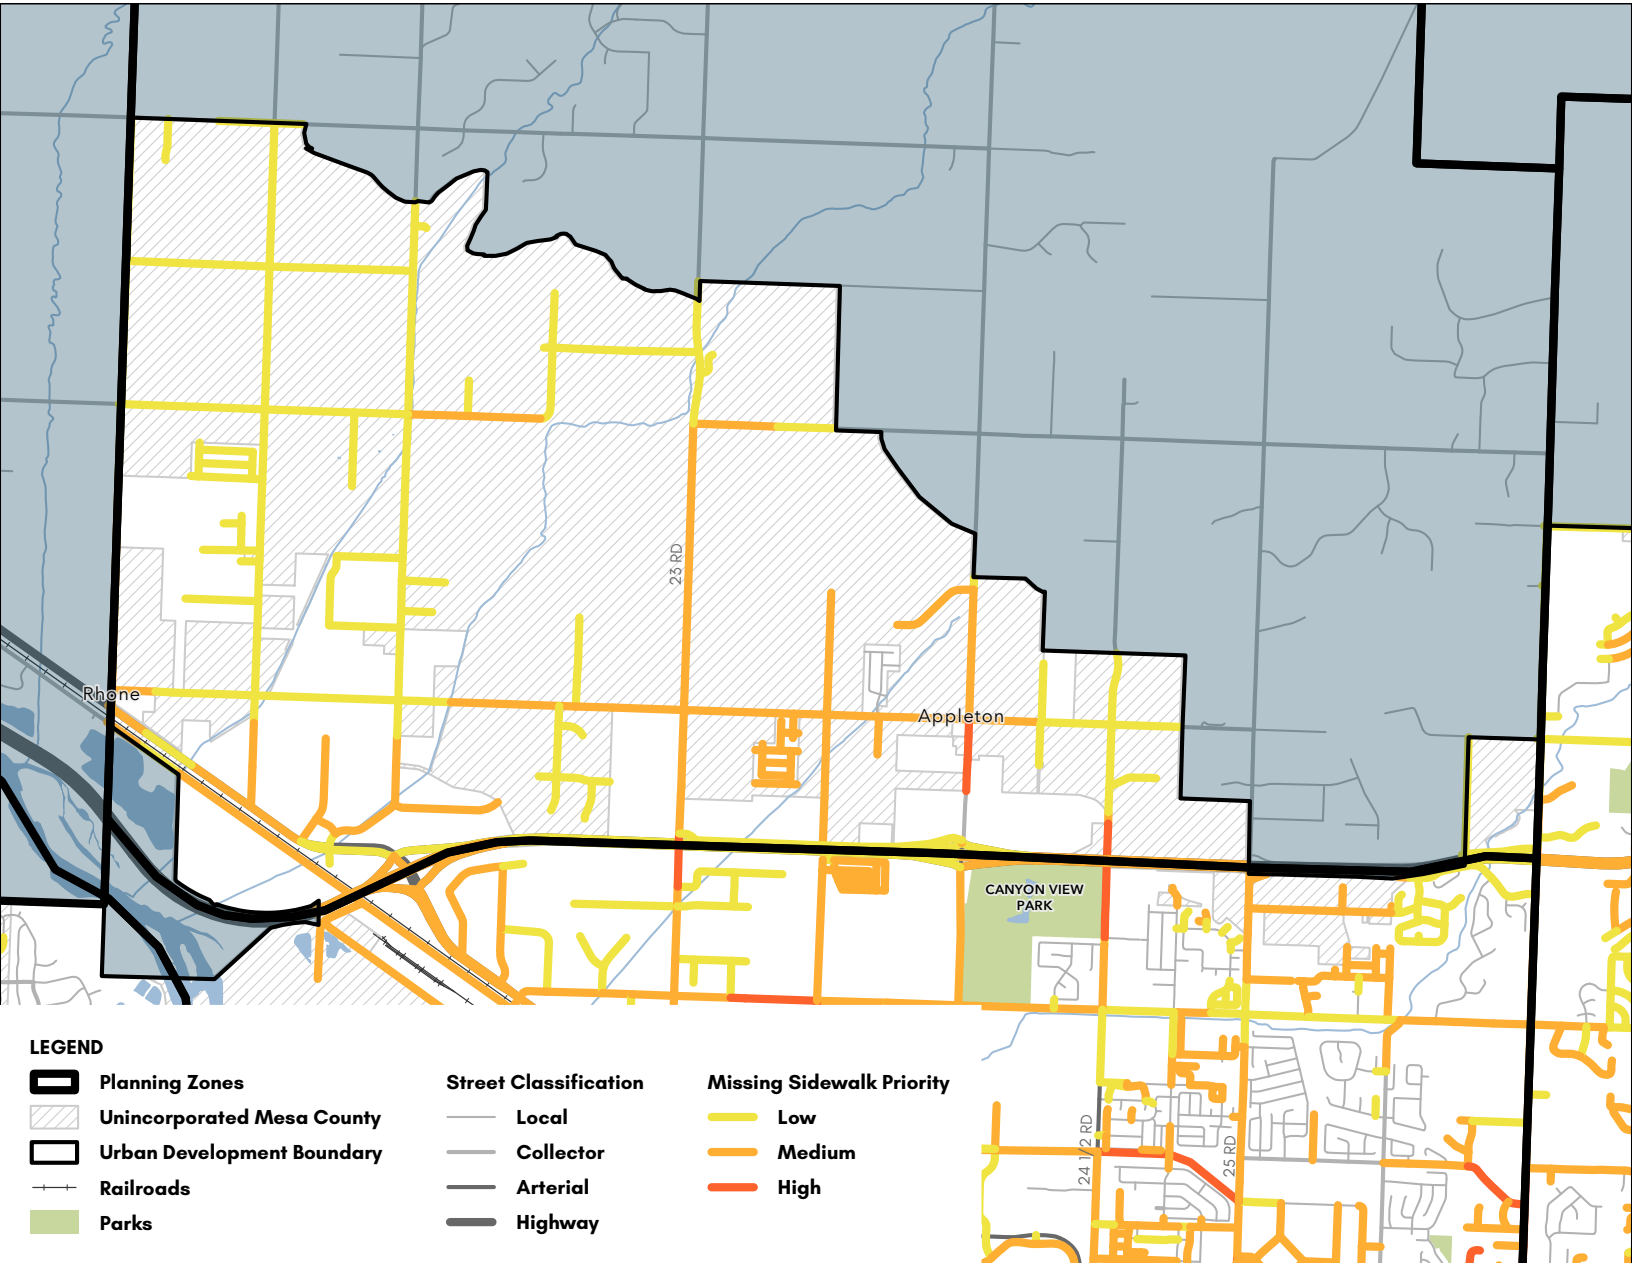 23 RD
Rhone
Appleton
CANYON VIEW
PARK
24 1/2 RD
25 RD
LEGEND
Planning Zones
Unincorporated Mesa County
Urban Development Boundary
Railroads
Parks
Street Classification
Local
Collector
Arterial
Highway
Missing Sidewalk Priority
Low
Medium
High